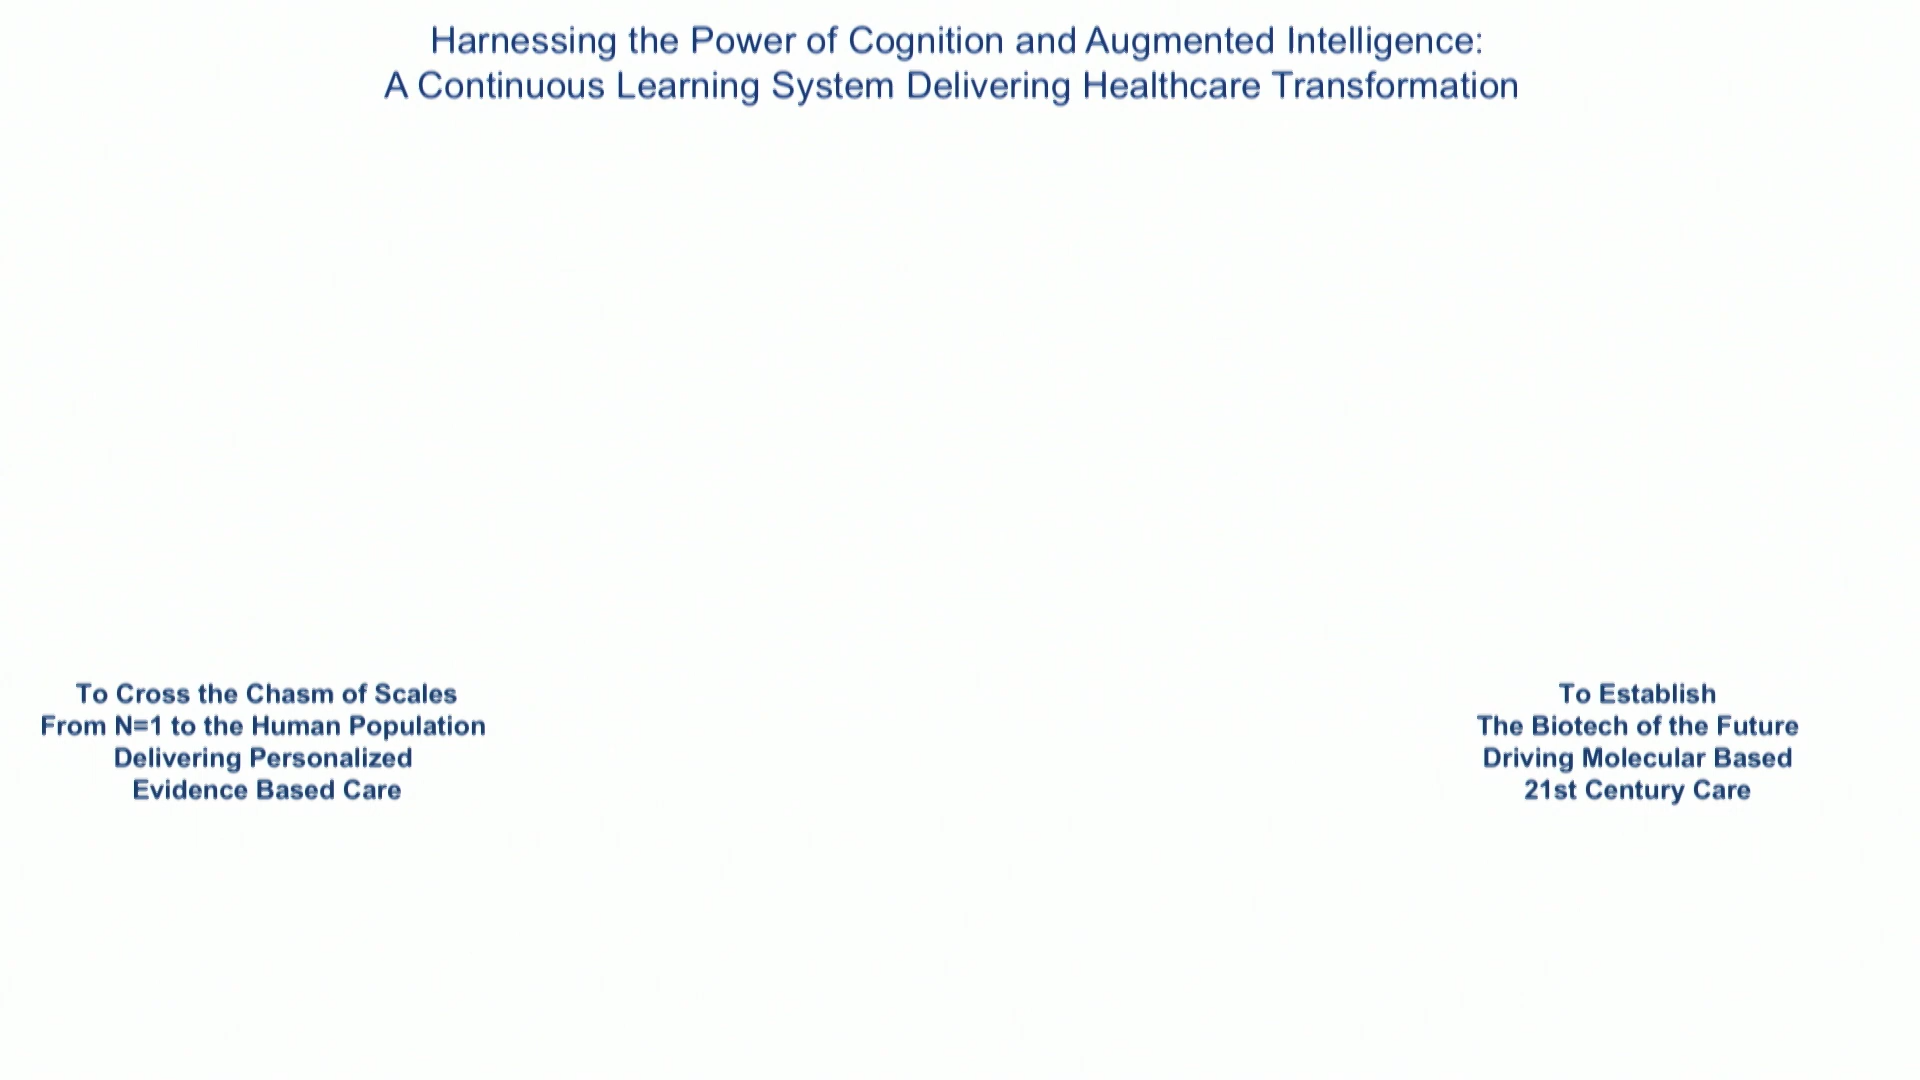 Harnessing the Power of Cognition and Augmented Intelligence:
A Continuous Learning System Delivering Healthcare Transformation
To Cross the Chasm of Scales
From N=1 to the Human Population
Delivering Personalized
Evidence Based Care
To Establish
The Biotech of the Future
Driving Molecular Based
21st Century Care